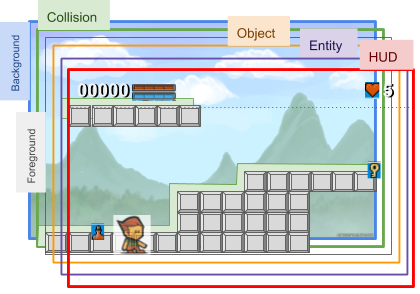 Collision
Object
Entity
HUD
Background
00000
5
Foreground